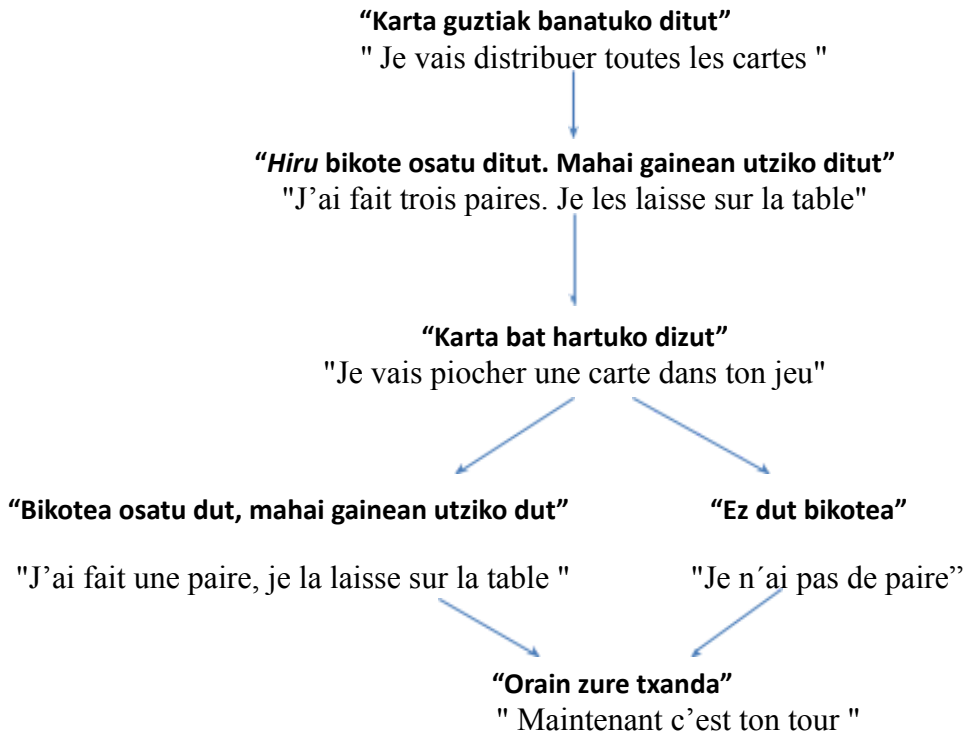 “Karta guztiak banatuko ditut”
" Je vais distribuer toutes les cartes "
“Hiru bikote osatu ditut. Mahai gainean utziko ditut”
"J’ai fait trois paires. Je les laisse sur la table"
“Karta bat hartuko dizut”
"Je vais piocher une carte dans ton jeu"
“Bikotea osatu dut, mahai gainean utziko dut”
“Ez dut bikotea”
"J’ai fait une paire, je la laisse sur la table "
"Je n´ai pas de paire”
“Orain zure txanda”
" Maintenant c’est ton tour "